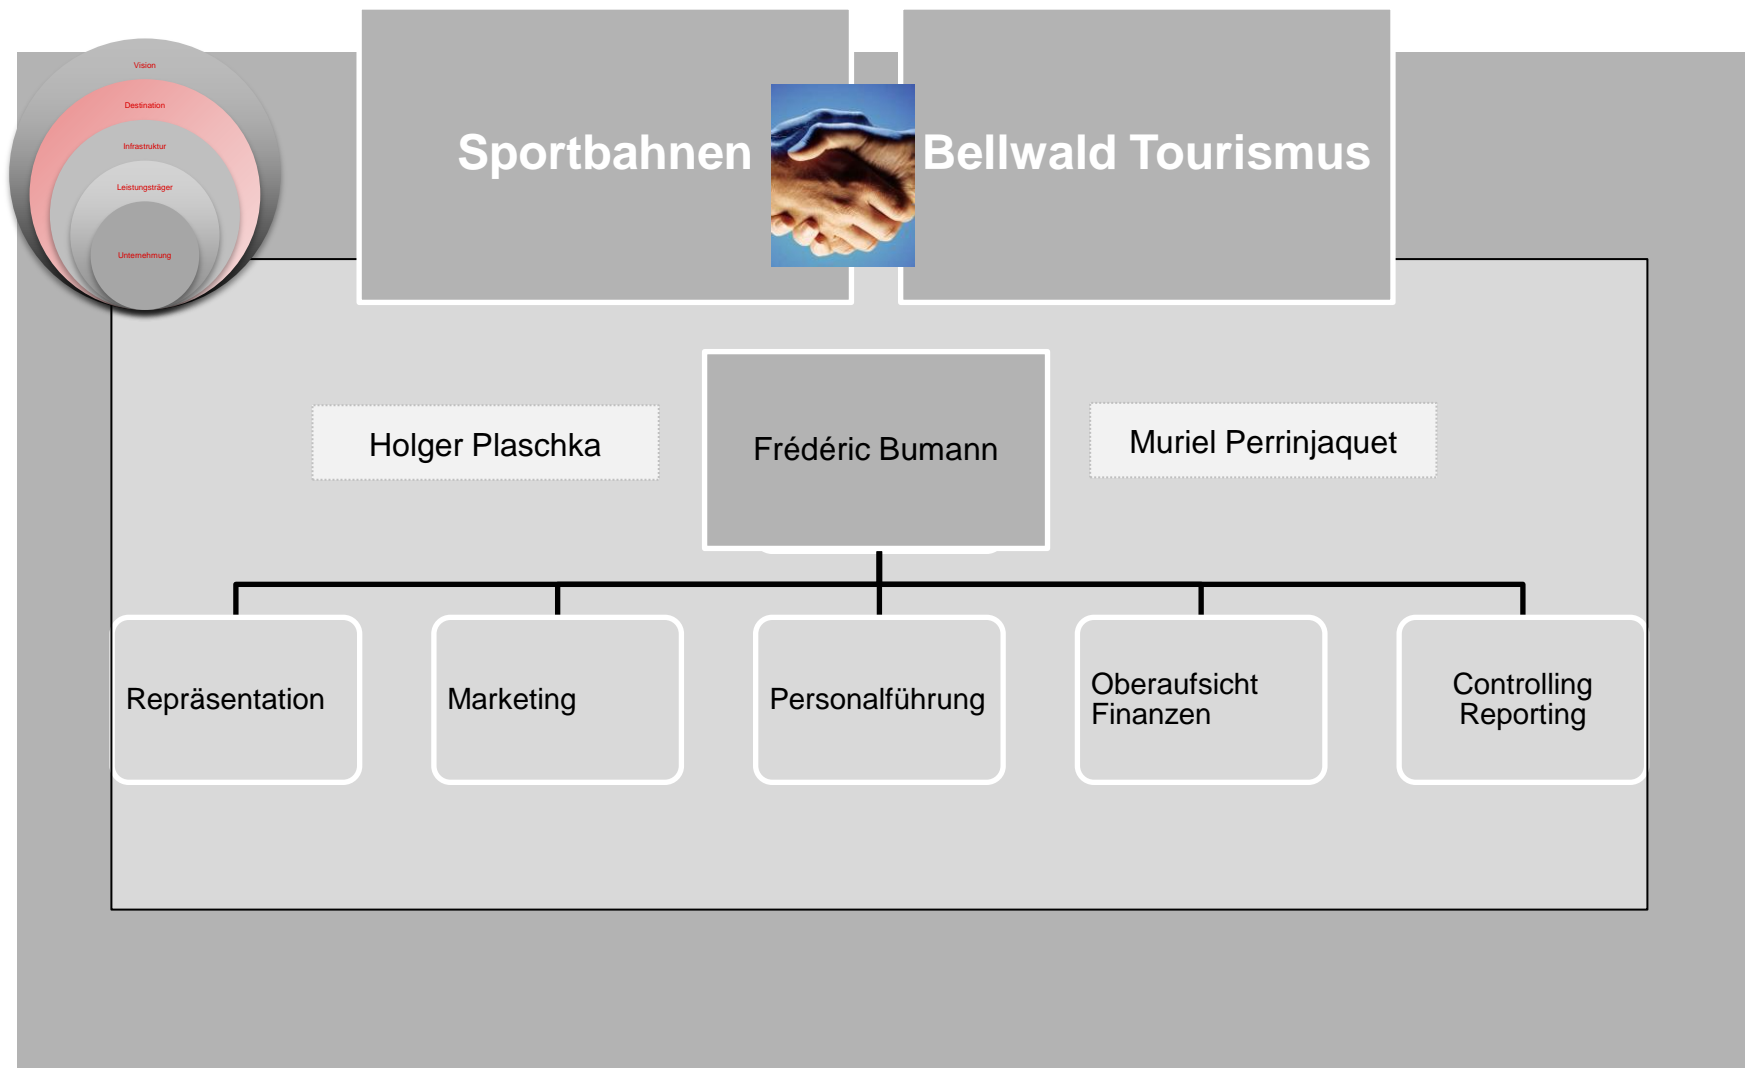 Vision
Destination
Infrastruktur
Leistungsträger
Unternehmung
Sportbahnen
Bellwald Tourismus
Holger Plaschka
Frédéric Bumann
Muriel Perrinjaquet
Repräsentation
Marketing
Personalführung
Oberaufsicht
Finanzen
Controlling
Reporting